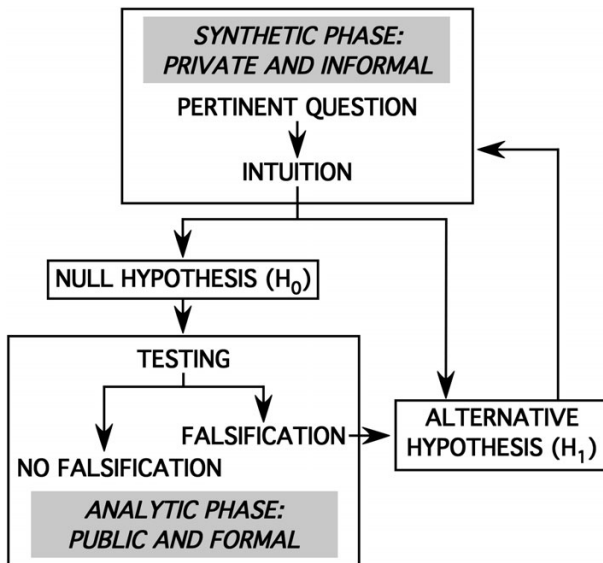 SYNTHETIC PHASE:
PRIVATE AND INFORMAL
PERTINENT QUESTION
INTUITION
NULL HYPOTHESIS (H₀)
TESTING
FALSIFICATION
NO FALSIFICATION
ALTERNATIVE
HYPOTHESIS (H₁)
ANALYTIC PHASE:
PUBLIC AND FORMAL